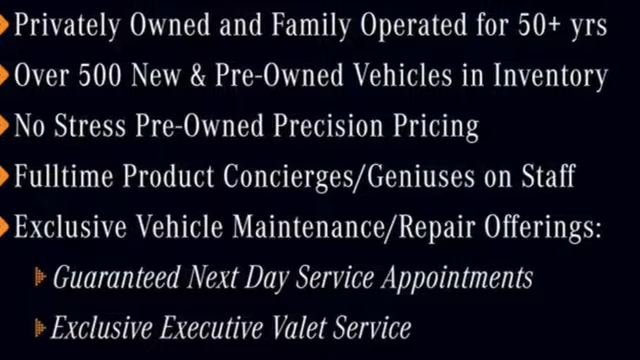 Privately Owned and Family Operated for 50+ yrs
Over 500 New & Pre-Owned Vehicles in Inventory
No Stress Pre-Owned Precision Pricing
Fulltime Product Concierges/Geniuses on Staff
Exclusive Vehicle Maintenance/Repair Offerings:
Guaranteed Next Day Service Appointments
Exclusive Executive Valet Service